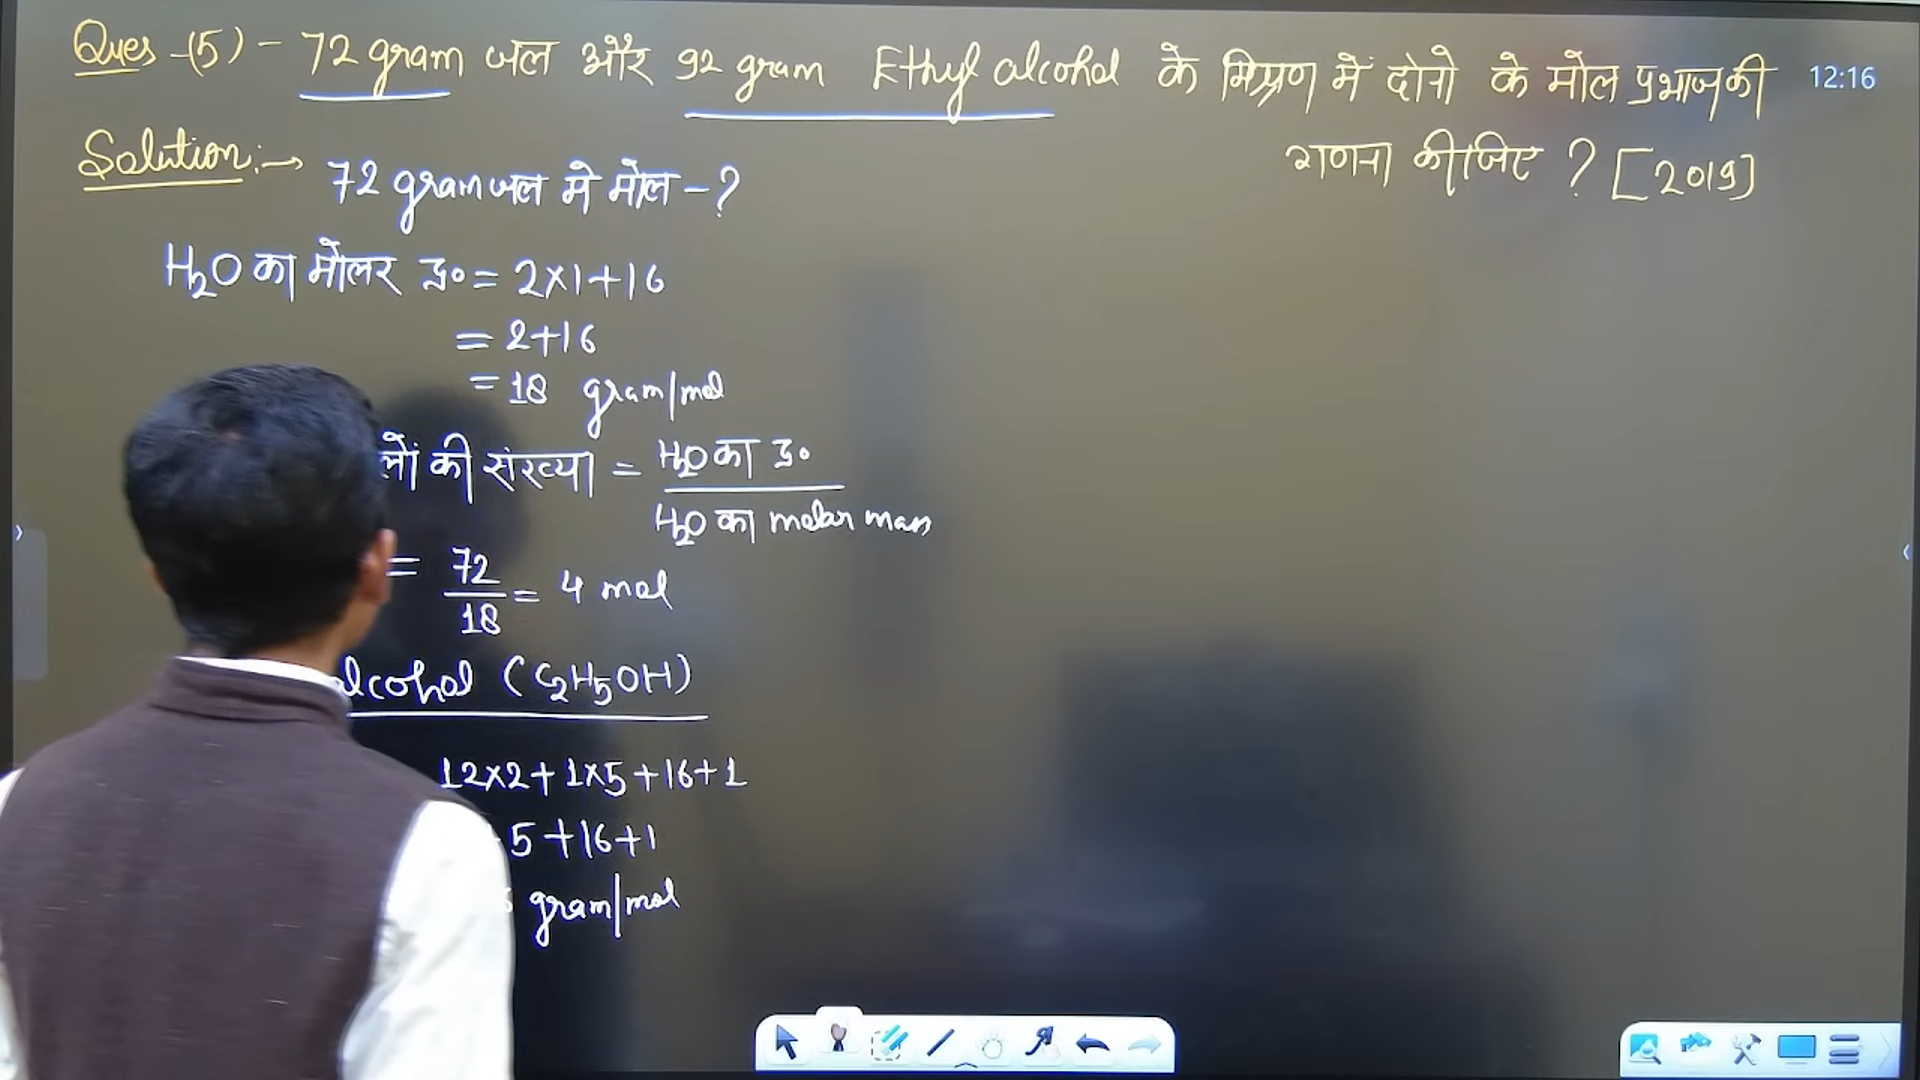 Ques-(5) - 72 gram जल और 92 gram Ethyl alcohol के मिश्रण में दोनो के मोल प्रभाज की
गणना कीजिए ? [2019]
12:16
Solution:→ 72 gram जल मे मोल - ?
H₂O का मोलर द्र० = 2×1+16
= 2+16
= 18 gram/mol
की संख्या = H₂O का द्र० / H₂O का molar mass
= 72/18 = 4 mol
alcohol (C₂H₅OH)
12×2+1×5+16+1
5+16+1
gram/mol